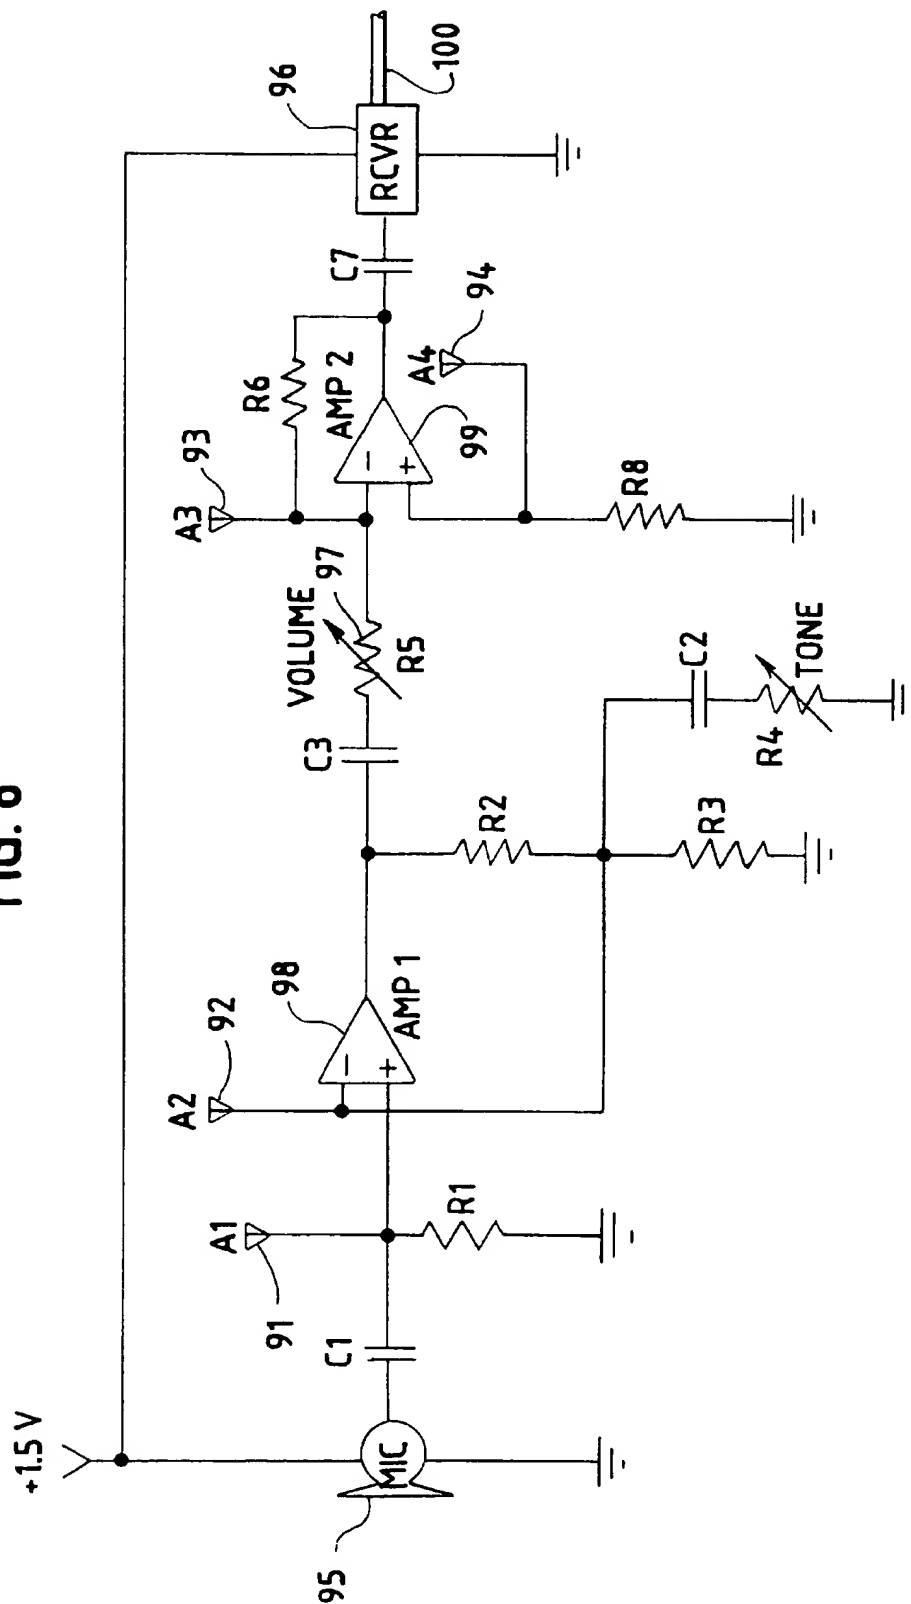 FIG. 6
+1.5 V
95
MIC
C1
91
A1
R1
A2
92
98
AMP 1
R2
R3
C3
VOLUME
97
R5
C2
R4
TONE
A3
93
R6
AMP 2
99
A4
94
R8
C7
96
RCVR
100